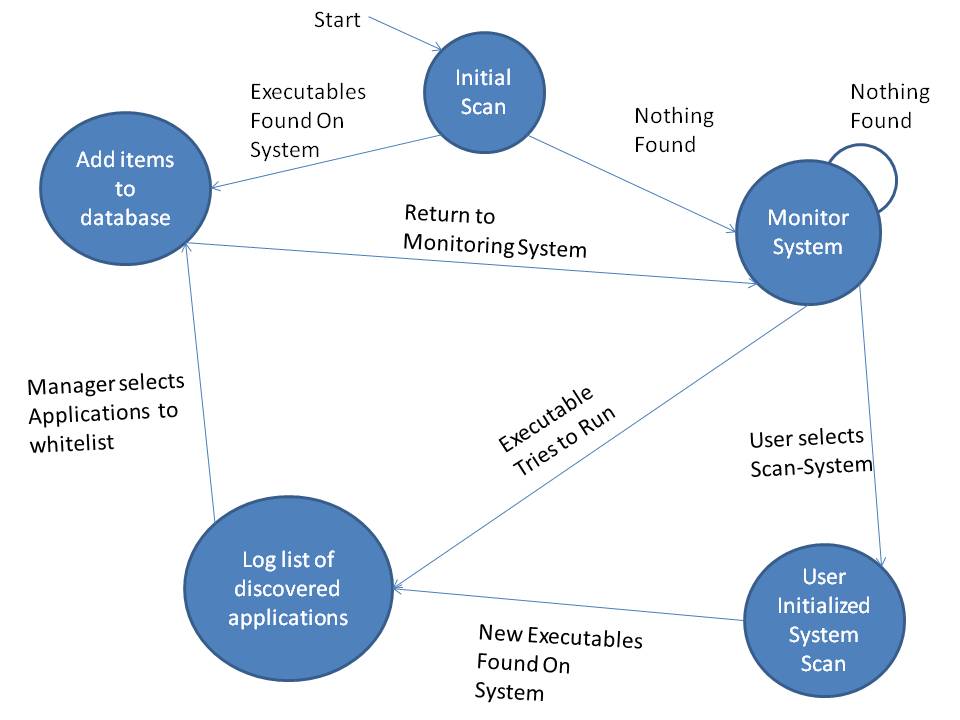 Start
Initial
Scan
Executables
Found On
System
Nothing
Found
Nothing
Found
Add items
to
database
Return to
Monitoring System
Monitor
System
Manager selects
Applications to
whitelist
Executable
Tries to Run
User selects
Scan-System
Log list of
discovered
applications
User
Initialized
System
Scan
New Executables
Found On
System